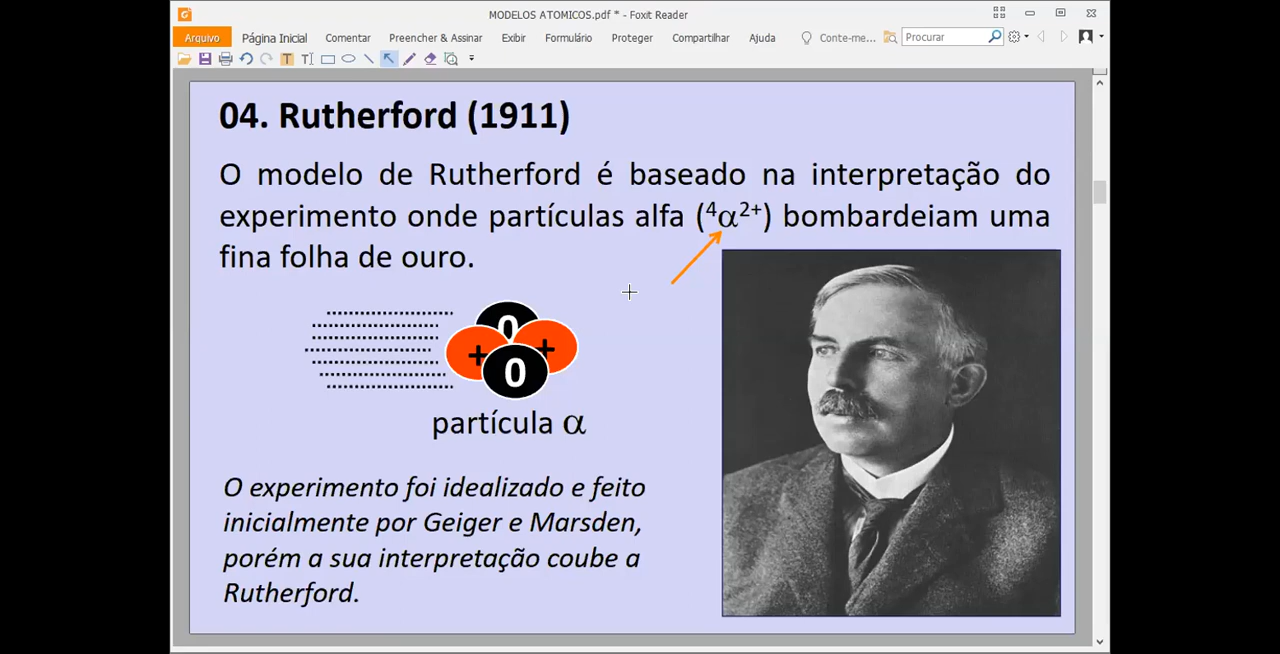 MODELOS ATOMICOS.pdf * - Foxit Reader
Arquivo Página Inicial Comentar Preencher & Assinar Exibir Formulário Proteger Compartilhar Ajuda Conte-me... Procurar
04. Rutherford (1911)
O modelo de Rutherford é baseado na interpretação do
experimento onde partículas alfa (⁴α²⁺) bombardeiam uma
fina folha de ouro.
0
+ +
0
partícula α
O experimento foi idealizado e feito
inicialmente por Geiger e Marsden,
porém a sua interpretação coube a
Rutherford.